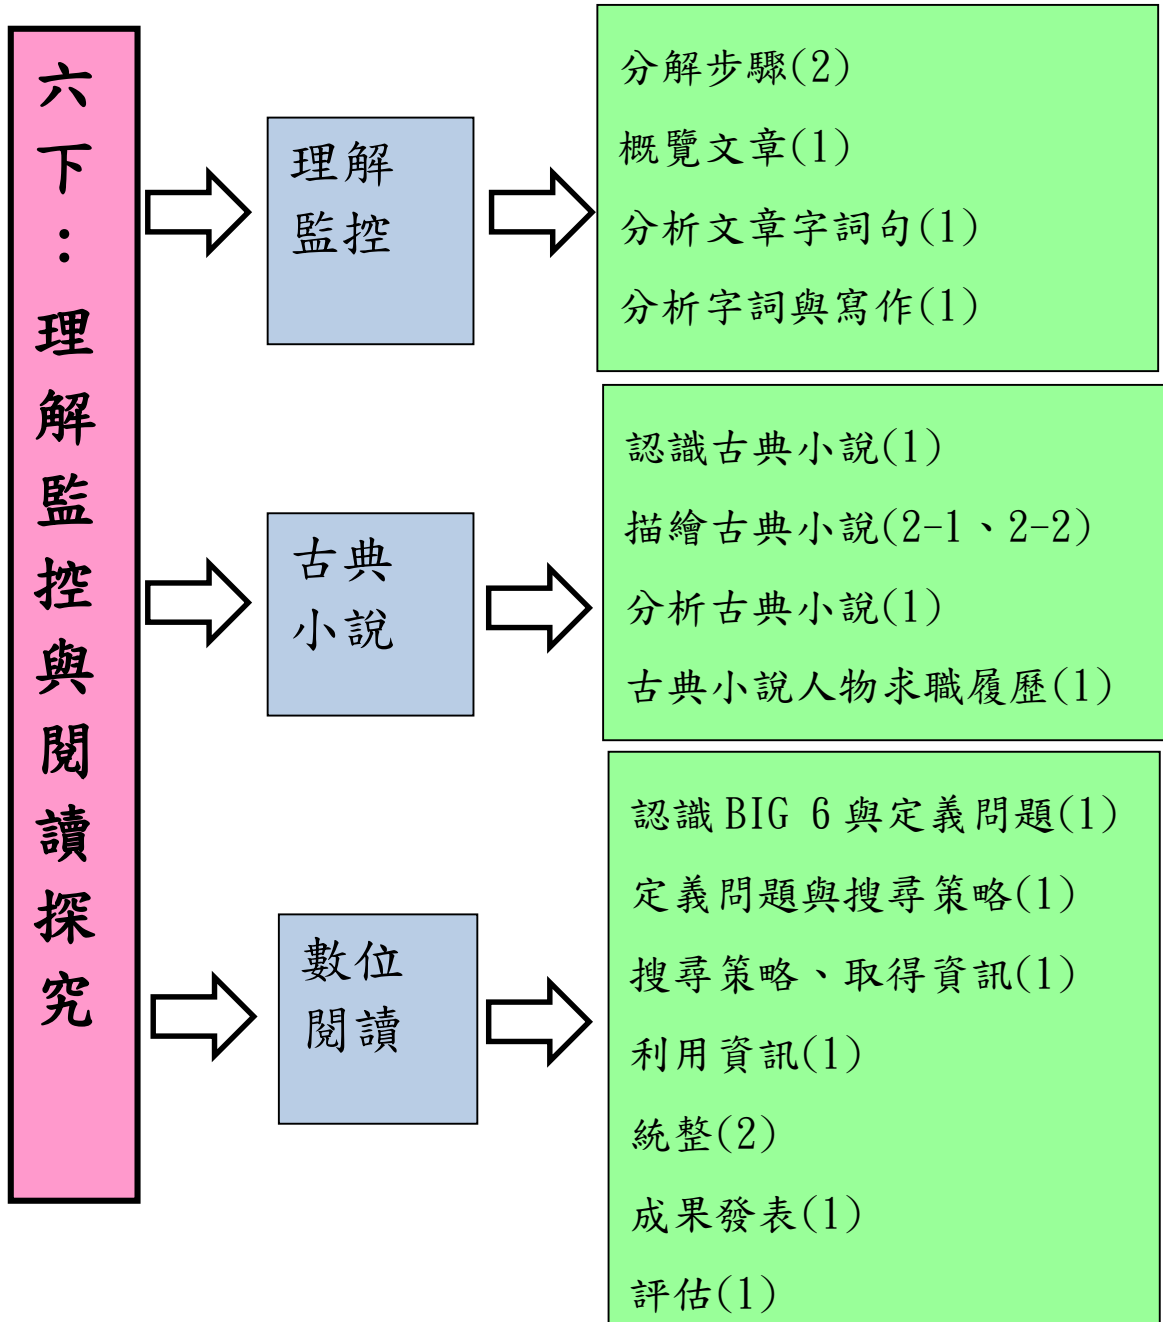 六下：理解監控與閱讀探究
理解
監控
分解步驟(2)
概覽文章(1)
分析文章字詞句(1)
分析字詞與寫作(1)
古典
小說
認識古典小說(1)
描繪古典小說(2-1、2-2)
分析古典小說(1)
古典小說人物求職履歷(1)
數位
閱讀
認識 BIG 6 與定義問題(1)
定義問題與搜尋策略(1)
搜尋策略、取得資訊(1)
利用資訊(1)
統整(2)
成果發表(1)
評估(1)